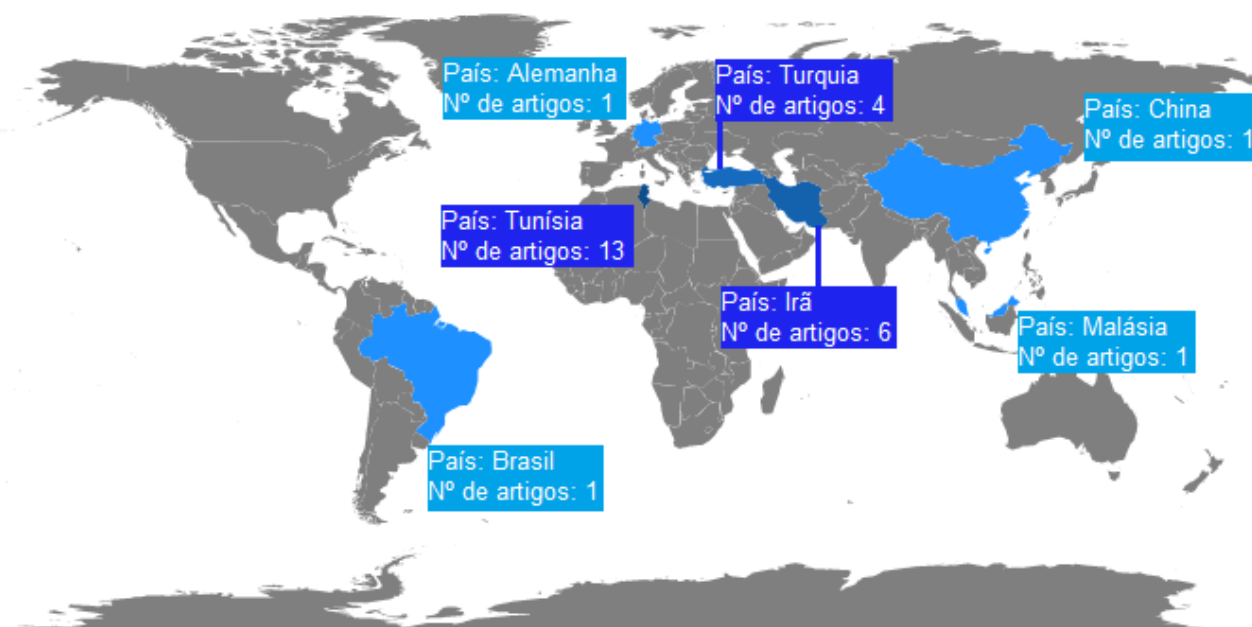 País: Alemanha
Nº de artigos: 1
País: Turquia
Nº de artigos: 4
País: China
Nº de artigos: 1
País: Tunísia
Nº de artigos: 13
País: Irã
Nº de artigos: 6
País: Malásia
Nº de artigos: 1
País: Brasil
Nº de artigos: 1